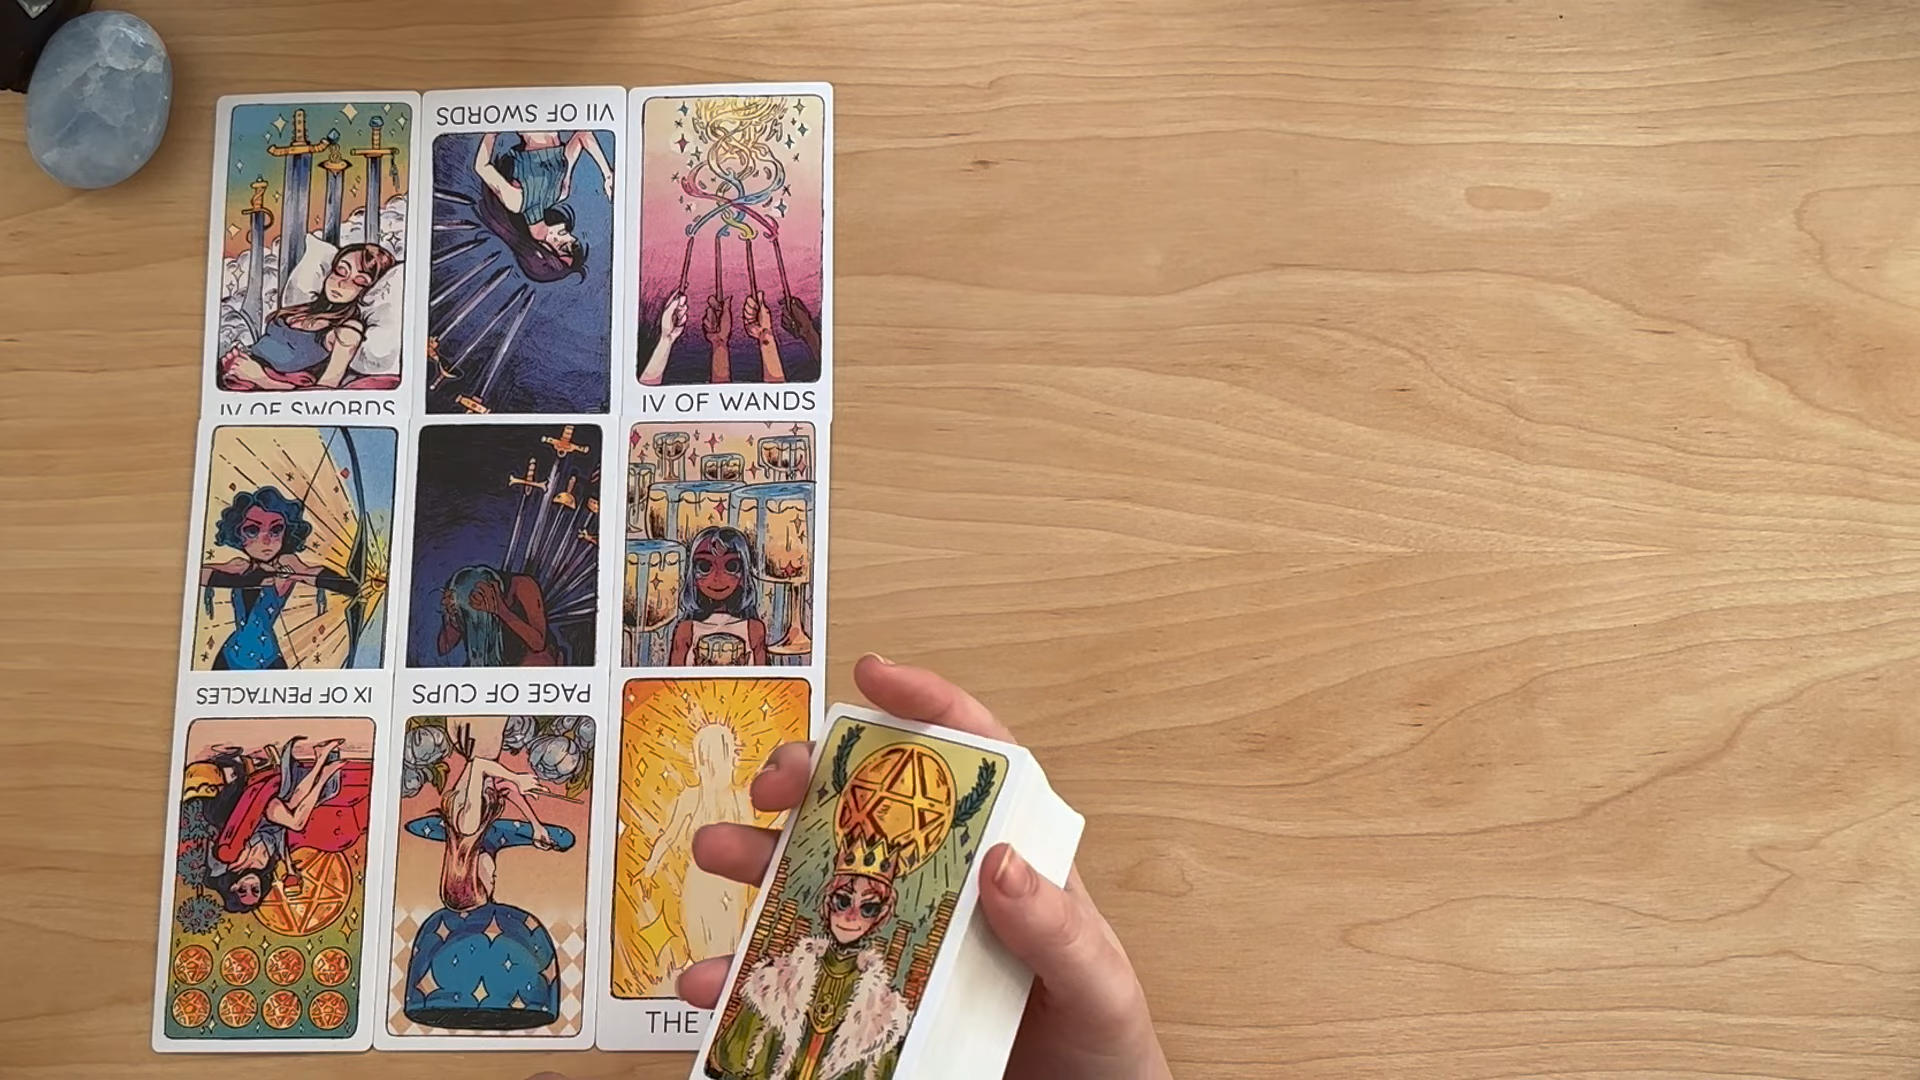 VII OF SWORDS
IV OF SWORDS
IV OF WANDS
IX OF PENTACLES
PAGE OF CUPS
THE